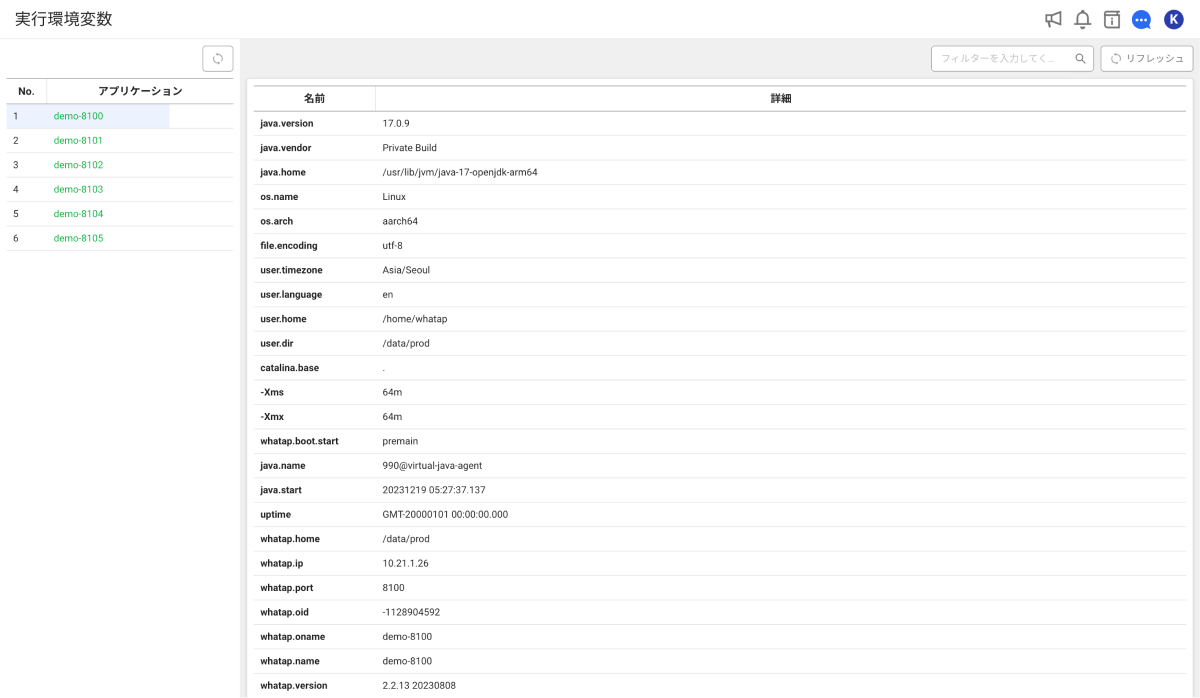 実行環境変数
K
フィルターを入力してく...
リフレッシュ
No. アプリケーション
1 demo-8100
2 demo-8101
3 demo-8102
4 demo-8103
5 demo-8104
6 demo-8105
名前 詳細
java.version 17.0.9
java.vendor Private Build
java.home /usr/lib/jvm/java-17-openjdk-arm64
os.name Linux
os.arch aarch64
file.encoding utf-8
user.timezone Asia/Seoul
user.language en
user.home /home/whatap
user.dir /data/prod
catalina.base .
-Xms 64m
-Xmx 64m
whatap.boot.start premain
java.name 990@virtual-java-agent
java.start 20231219 05:27:37.137
uptime GMT-20000101 00:00:00.000
whatap.home /data/prod
whatap.ip 10.21.1.26
whatap.port 8100
whatap.oid -1128904592
whatap.oname demo-8100
whatap.name demo-8100
whatap.version 2.2.13 20230808